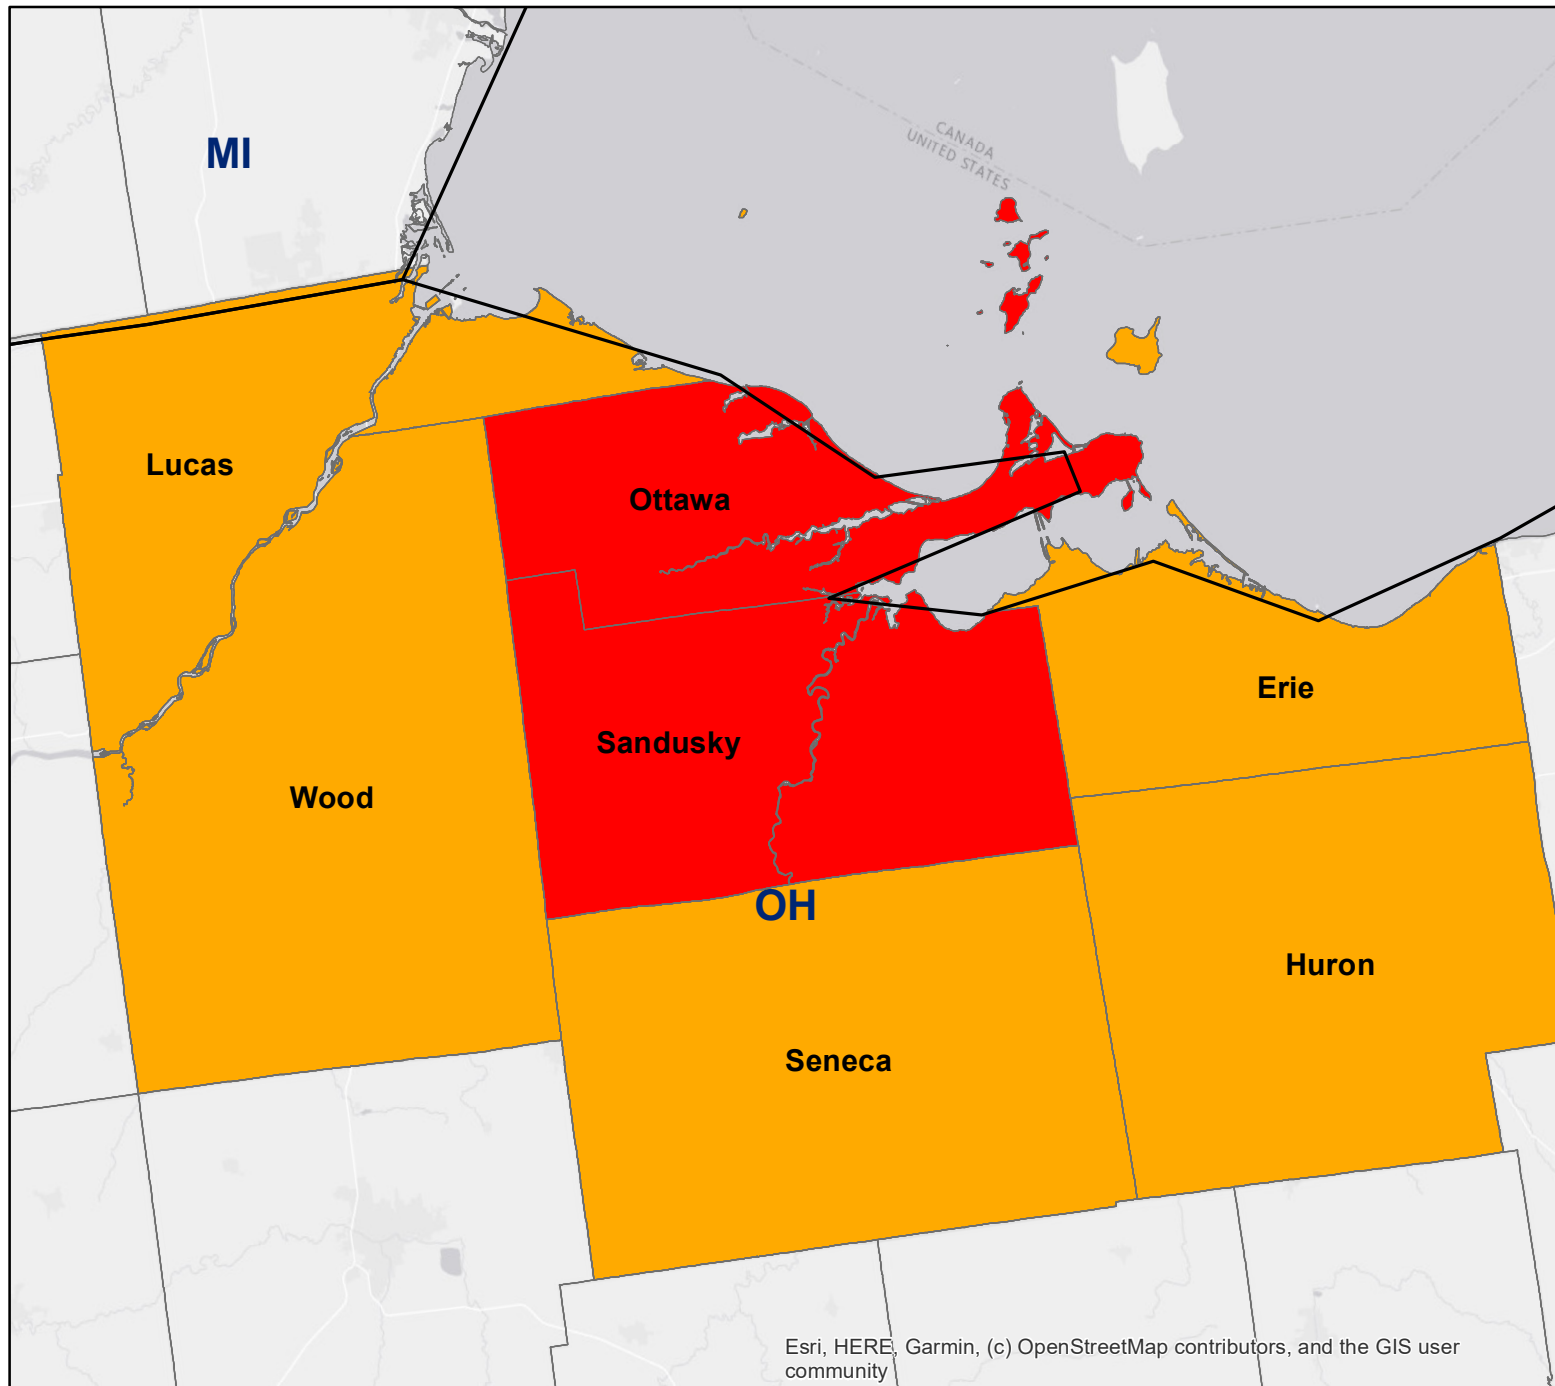 MI
CANADA
UNITED STATES
Lucas
Ottawa
Erie
Sandusky
Wood
OH
Huron
Seneca
Esri, HERE, Garmin, (c) OpenStreetMap contributors, and the GIS user
community